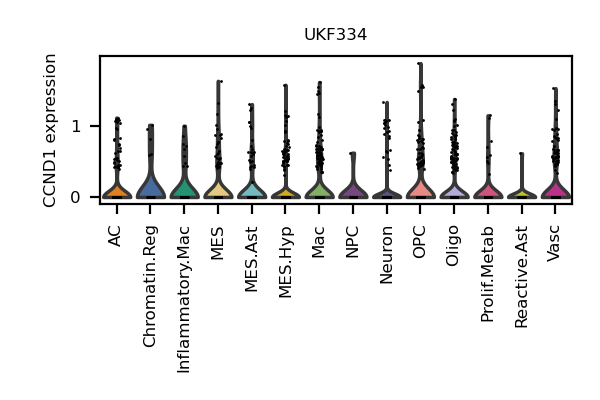 UKF334
CCND1 expression
1
0
AC
Chromatin.Reg
Inflammatory.Mac
MES
MES.Ast
MES.Hyp
Mac
NPC
Neuron
OPC
Oligo
Prolif.Metab
Reactive.Ast
Vasc